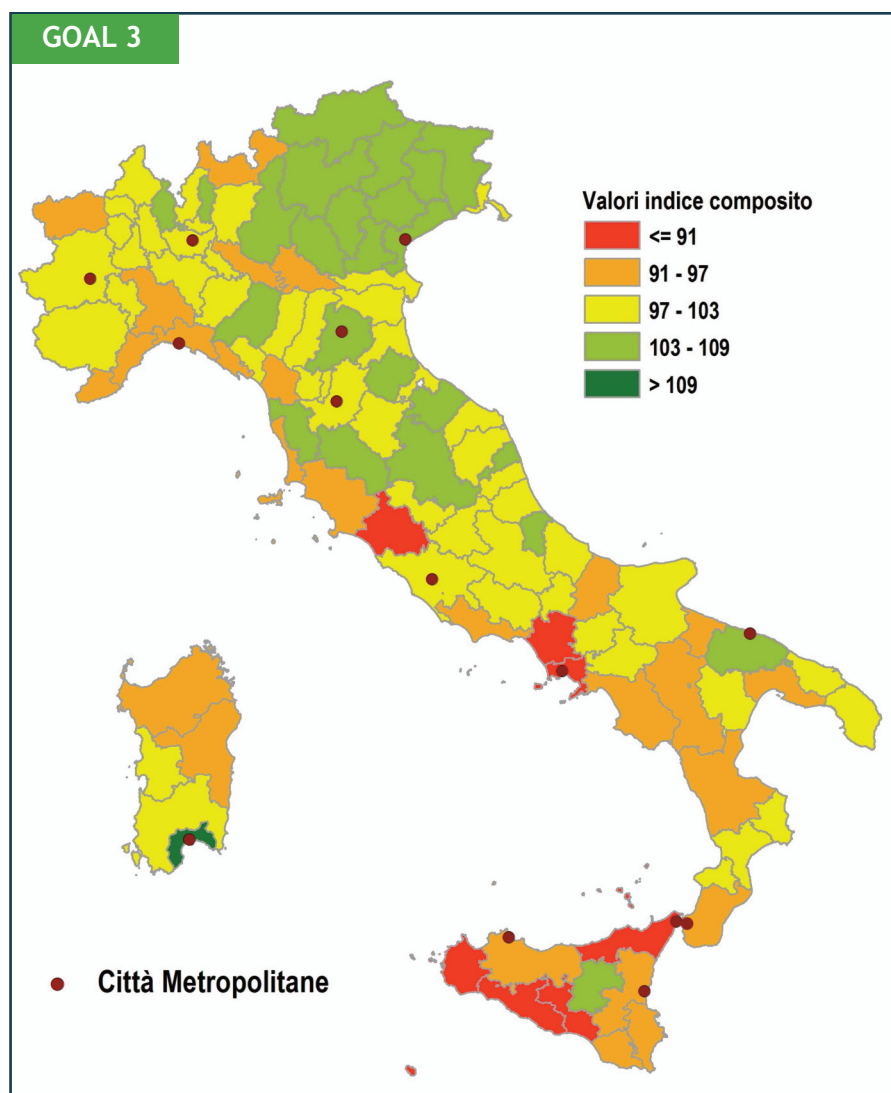 GOAL 3
Valori indice composito
<= 91
91 - 97
97 - 103
103 - 109
> 109
Città Metropolitane